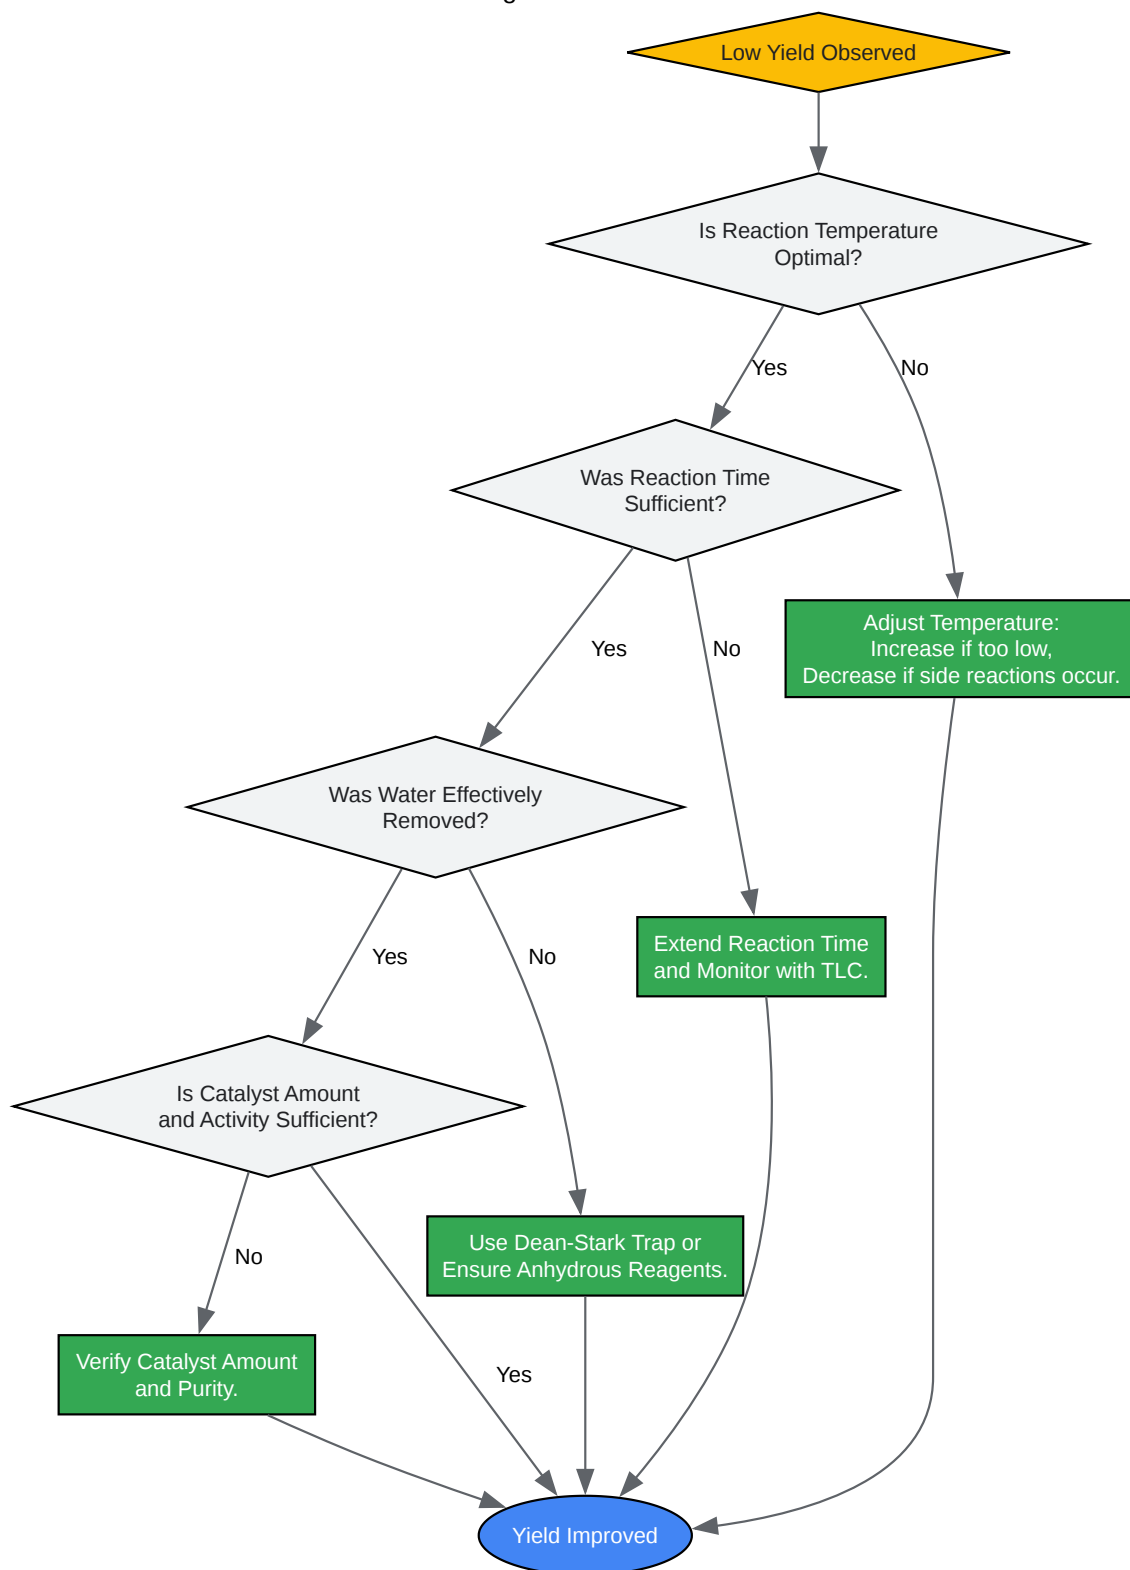 Low Yield Observed
Is Reaction Temperature
Optimal?
Yes
No
Was Reaction Time
Sufficient?
Yes
No
Adjust Temperature:
Increase if too low,
Decrease if side reactions occur.
Was Water Effectively
Removed?
Yes
No
Extend Reaction Time
and Monitor with TLC.
Is Catalyst Amount
and Activity Sufficient?
No
Yes
Use Dean-Stark Trap or
Ensure Anhydrous Reagents.
Verify Catalyst Amount
and Purity.
Yield Improved